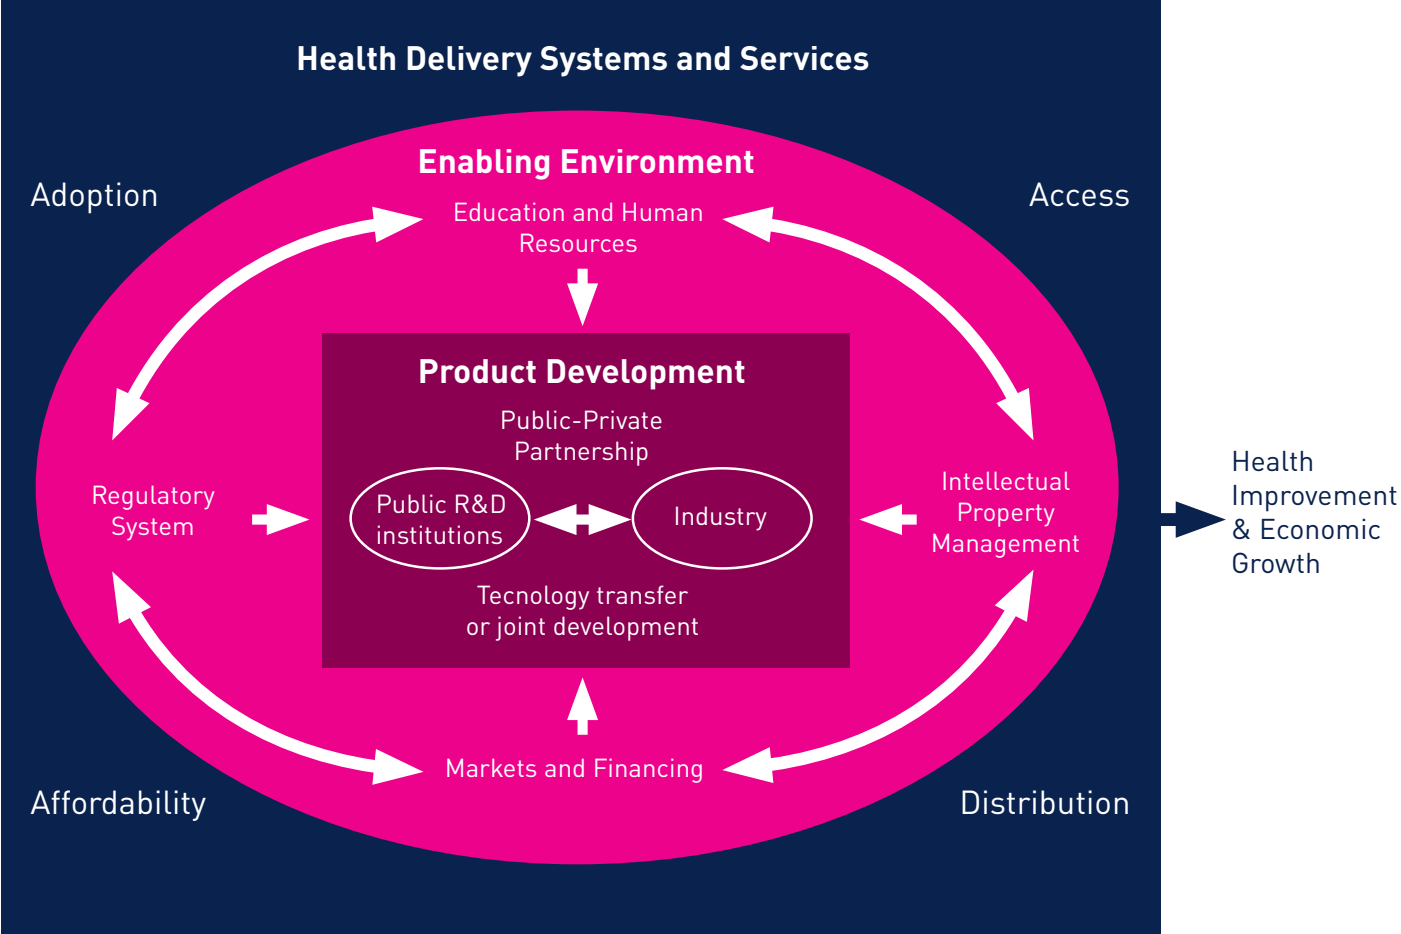 Health Delivery Systems and Services
Adoption
Access
Enabling Environment
Education and Human
Resources
Product Development
Public-Private
Partnership
Regulatory
System
Public R&D
institutions
Industry
Intellectual
Property
Management
Tecnology transfer
or joint development
Markets and Financing
Affordability
Distribution
Health
Improvement
& Economic
Growth